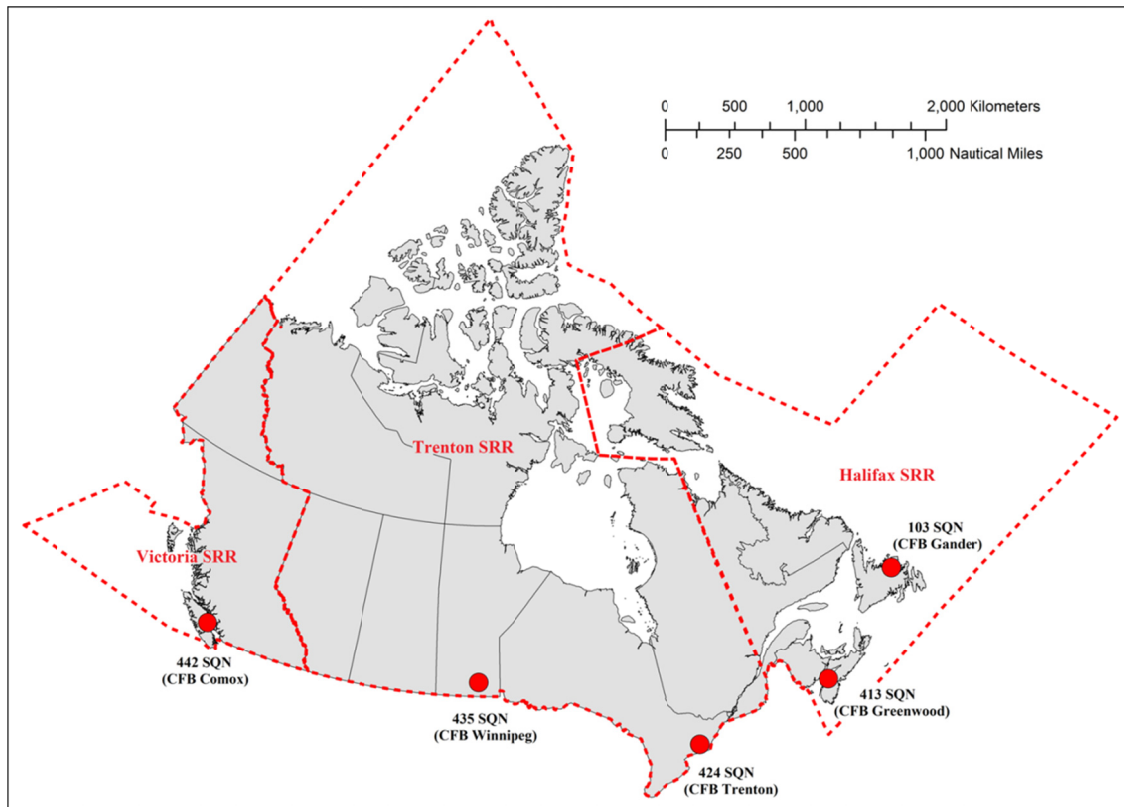 0 500 1,000 2,000 Kilometers
0 250 500 1,000 Nautical Miles
Trenton SRR
Halifax SRR
103 SQN
(CFB Gander)
Victoria SRR
442 SQN
(CFB Comox)
435 SQN
(CFB Winnipeg)
413 SQN
(CFB Greenwood)
424 SQN
(CFB Trenton)